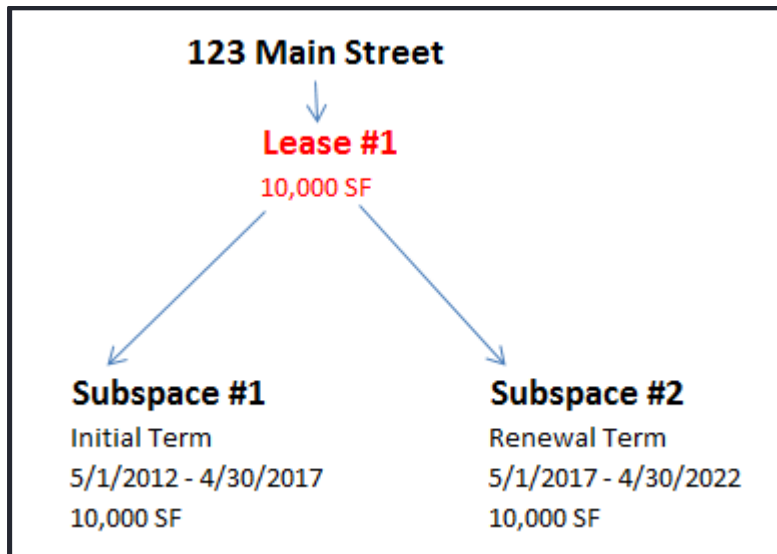 123 Main Street
Lease #1
10,000 SF
Subspace #1
Initial Term
5/1/2012 - 4/30/2017
10,000 SF
Subspace #2
Renewal Term
5/1/2017 - 4/30/2022
10,000 SF